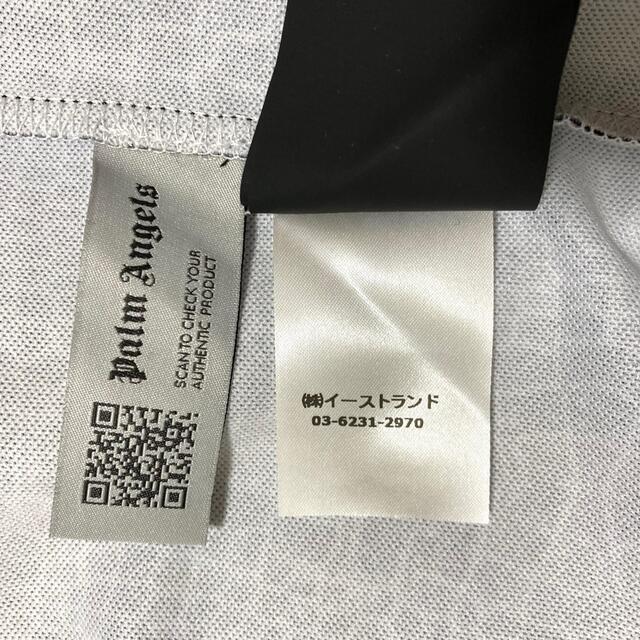 Palm Angels
SCAN TO CHECK YOUR
AUTHENTIC PRODUCT
㈱イーストランド
03-6231-2970